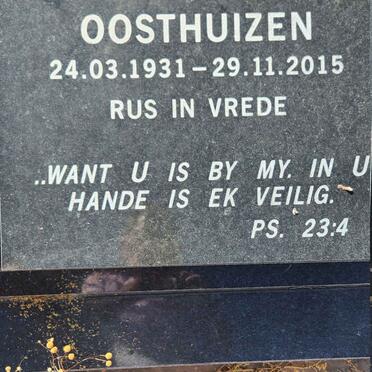 OOSTHUIZEN
24.03.1931 – 29.11.2015
RUS IN VREDE
..WANT U IS BY MY. IN U
HANDE IS EK VEILIG.
PS. 23:4